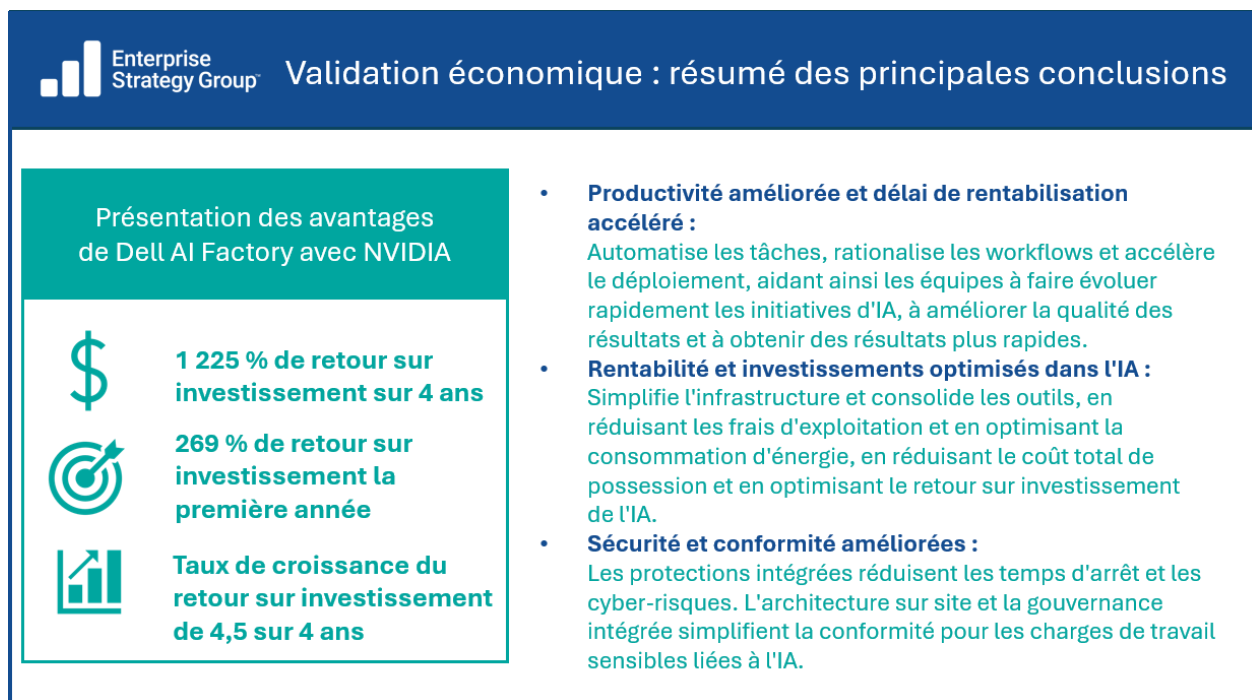 Enterprise
Strategy Group™
Validation économique : résumé des principales conclusions
Présentation des avantages
de Dell AI Factory avec NVIDIA
1 225 % de retour sur
investissement sur 4 ans
269 % de retour sur
investissement la
première année
Taux de croissance du
retour sur investissement
de 4,5 sur 4 ans
• Productivité améliorée et délai de rentabilisation
accéléré :
Automatise les tâches, rationalise les workflows et accélère
le déploiement, aidant ainsi les équipes à faire évoluer
rapidement les initiatives d'IA, à améliorer la qualité des
résultats et à obtenir des résultats plus rapides.
• Rentabilité et investissements optimisés dans l'IA :
Simplifie l'infrastructure et consolide les outils, en
réduisant les frais d'exploitation et en optimisant la
consommation d'énergie, en réduisant le coût total de
possession et en optimisant le retour sur investissement
de l'IA.
• Sécurité et conformité améliorées :
Les protections intégrées réduisent les temps d'arrêt et les
cyber-risques. L'architecture sur site et la gouvernance
intégrée simplifient la conformité pour les charges de travail
sensibles liées à l'IA.